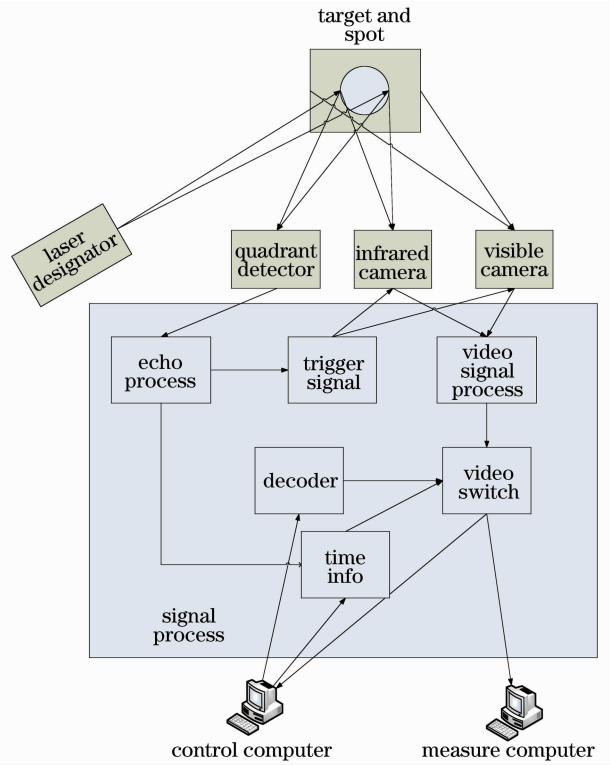 target and
spot
laser
designator
quadrant
detector
infrared
camera
visible
camera
echo
process
trigger
signal
video
signal
process
decoder
video
switch
time
info
signal
process
control computer
measure computer